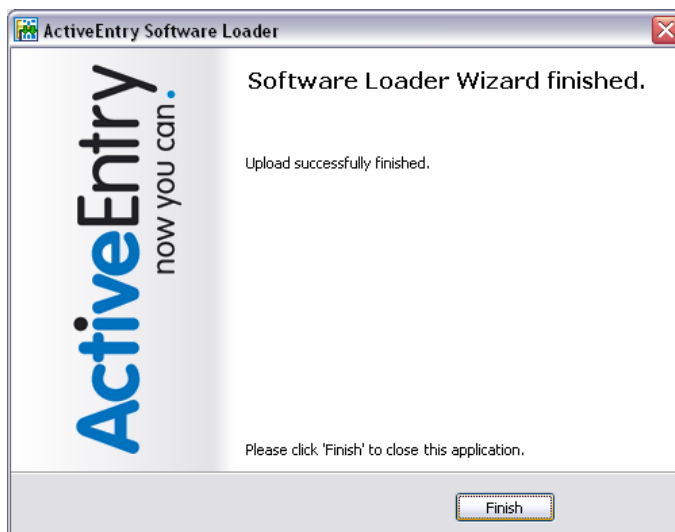 ActiveEntry Software Loader
ActiveEntry
now you can.
Software Loader Wizard finished.
Upload successfully finished.
Please click 'Finish' to close this application.
Finish